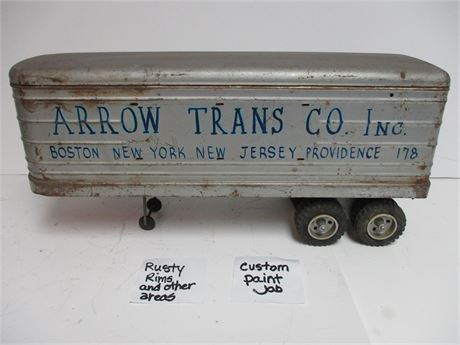 ARROW TRANS CO. INC.
BOSTON NEW YORK NEW JERSEY PROVIDENCE 178
Rusty
Rims
and other
areas
Custom
paint
Job